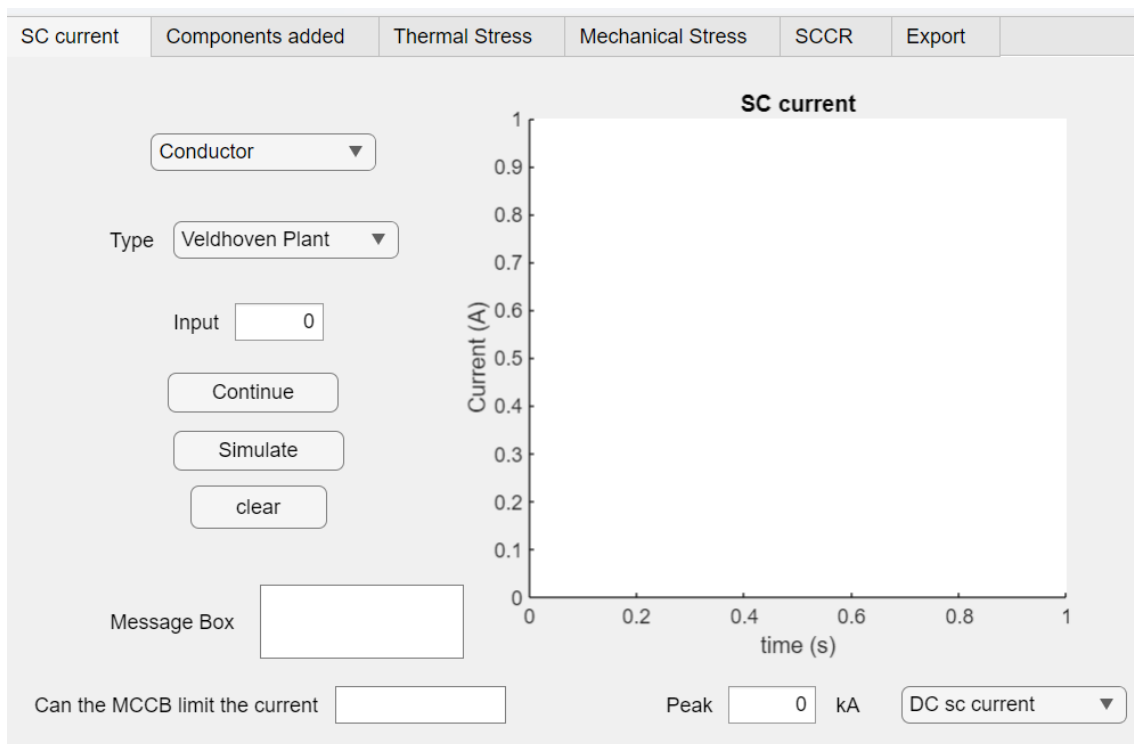 SC current Components added Thermal Stress Mechanical Stress SCCR Export
Conductor
Type Veldhoven Plant
Input 0
Continue
Simulate
clear
Message Box
Can the MCCB limit the current
SC current
Current (A)
1
0.9
0.8
0.7
0.6
0.5
0.4
0.3
0.2
0.1
0
0 0.2 0.4 0.6 0.8 1
time (s)
Peak 0 kA DC sc current